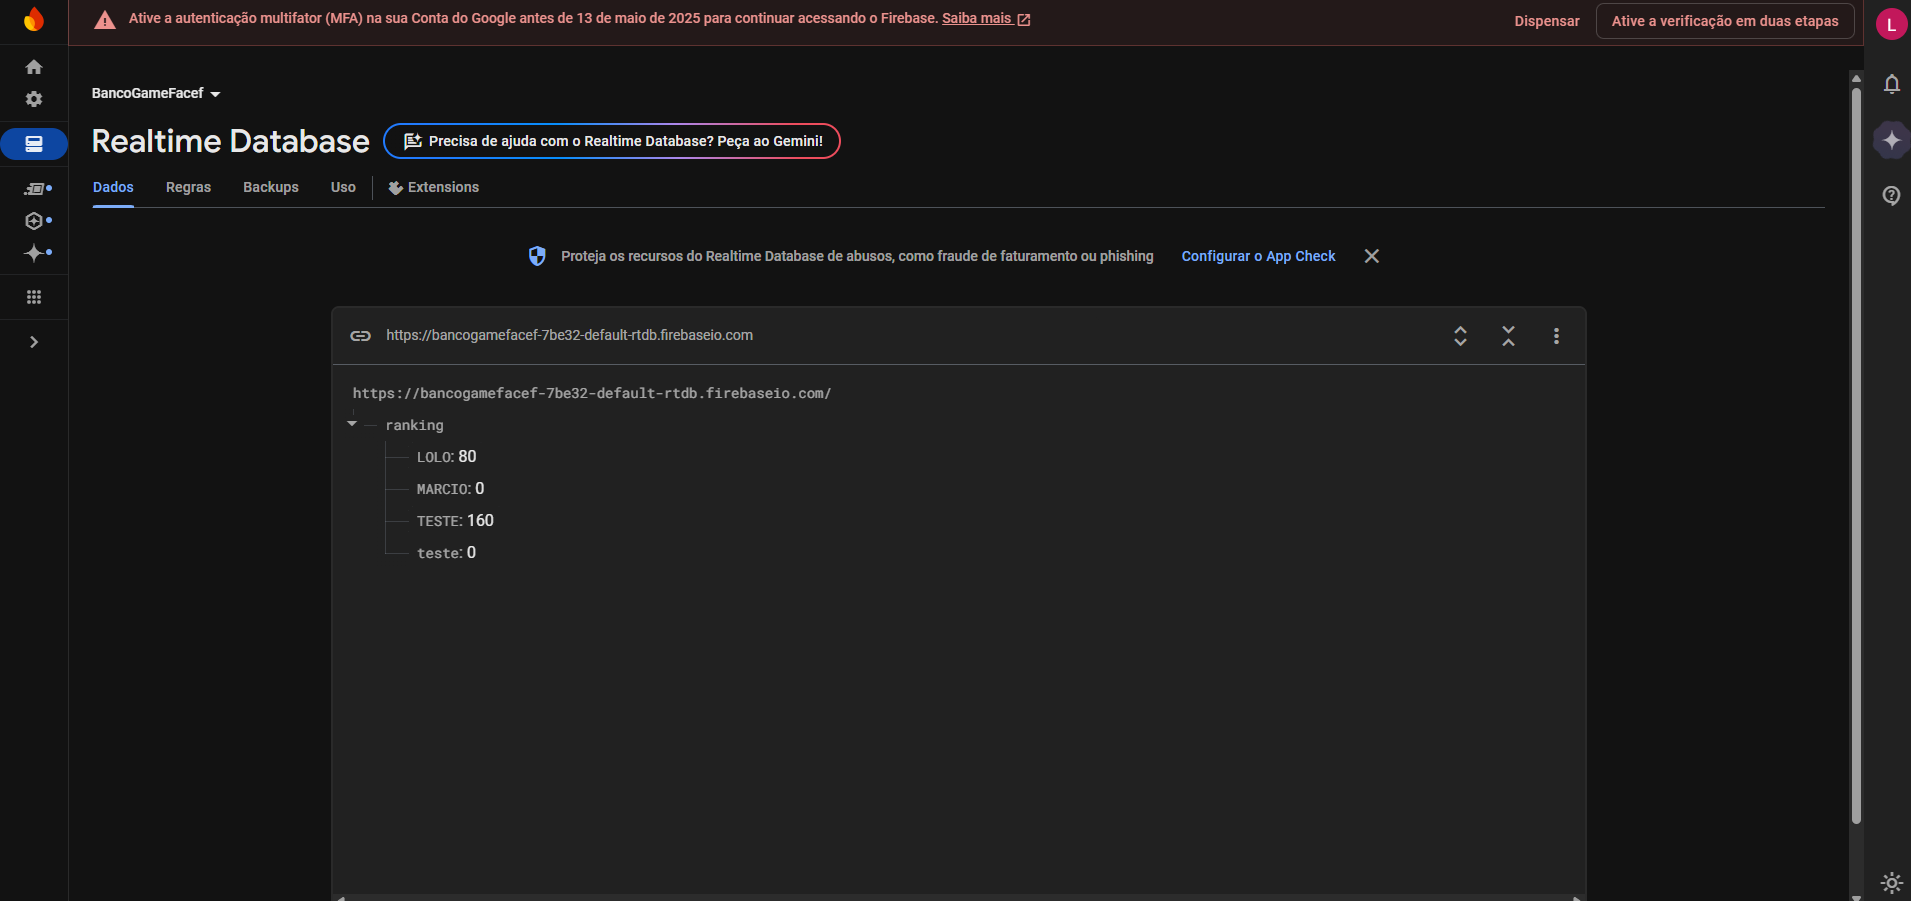 Ative a autenticação multifator (MFA) na sua Conta do Google antes de 13 de maio de 2025 para continuar acessando o Firebase. Saiba mais
Dispensar
Ative a verificação em duas etapas
L
BancoGameFacef
Realtime Database
Precisa de ajuda com o Realtime Database? Peça ao Gemini!
Dados
Regras
Backups
Uso
Extensions
Proteja os recursos do Realtime Database de abusos, como fraude de faturamento ou phishing
Configurar o App Check
https://bancogamefacef-7be32-default-rtdb.firebaseio.com
https://bancogamefacef-7be32-default-rtdb.firebaseio.com/
ranking
LOLO: 80
MARCIO: 0
TESTE: 160
teste: 0